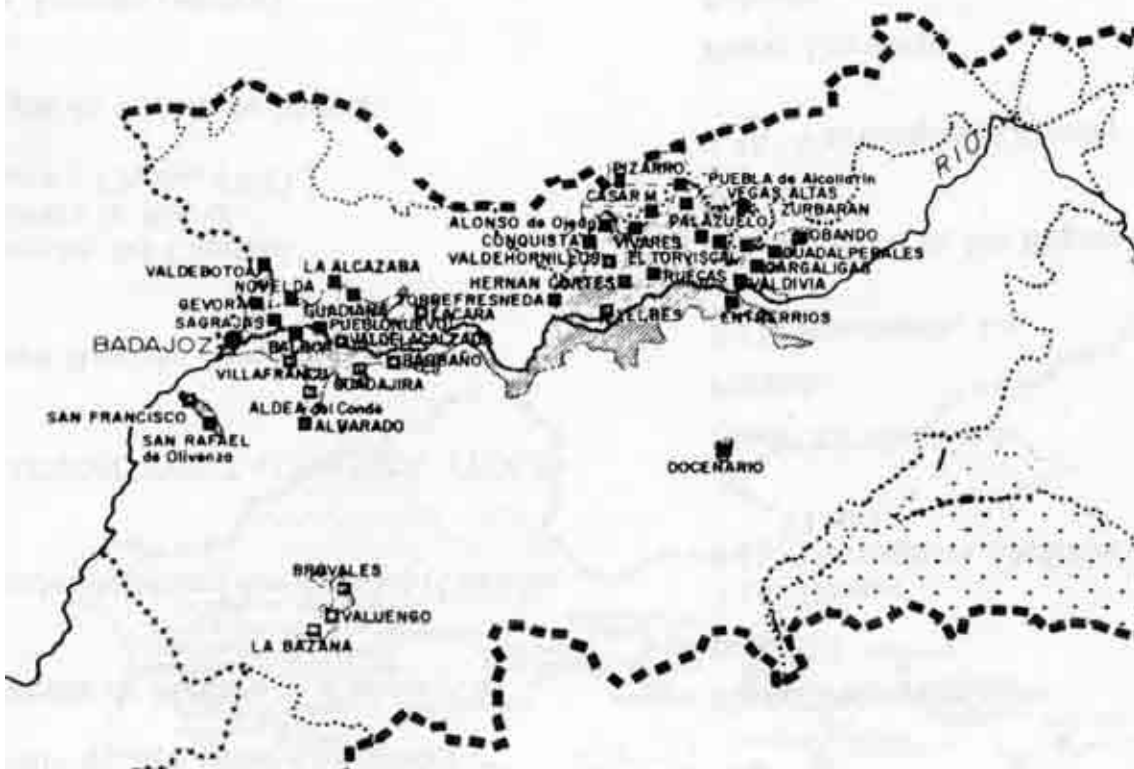 RIO
PIZARRO
PUEBLA de Alcollarin
VEGAS ALTAS
CASAR M.
ZURBARAN
ALONSO de Ojeda
PALAZUELO
CONQUISTA
VIVARES
OBANDO
VALDEHORNILLOS
EL TORVISCAL
GUADALPERALES
GARGALIGAS
HERNAN CORTES
RUECAS
VALDIVIA
TORREFRESNEDA
YELBES
ENTRERRIOS
VALDEBOTOA
LA ALCAZABA
NOVELDA
GEVORA
GUADIANA
LACARA
SAGRAJAS
PUEBLONUEVO
BADAJOZ
BALBOA
VALDELACALZADA
BARBAÑO
VILLAFRANCO
GUADAJIRA
SAN FRANCISCO
ALDEA del Conde
ALVARADO
SAN RAFAEL
de Olivenza
DOCENARIO
BROVALES
VALUENGO
LA BAZANA